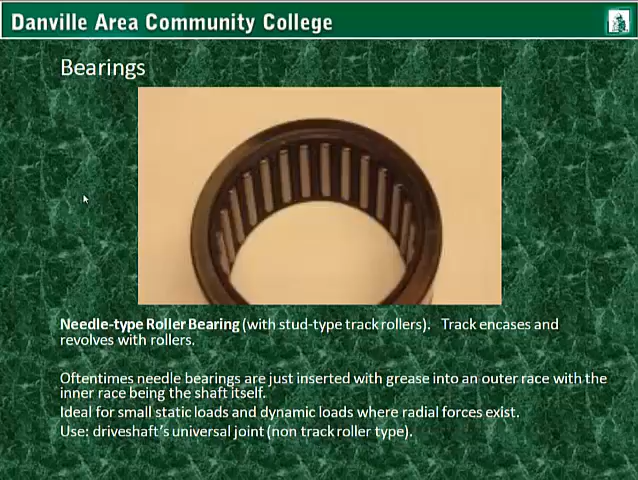 Danville Area Community College
Bearings
Needle-type Roller Bearing (with stud-type track rollers).   Track encases and
revolves with rollers.
Oftentimes needle bearings are just inserted with grease into an outer race with the
inner race being the shaft itself.
Ideal for small static loads and dynamic loads where radial forces exist.
Use: driveshaft's universal joint (non track roller type).